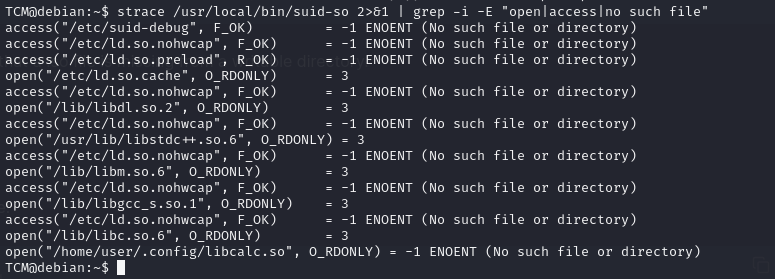 TCM@debian:~$ strace /usr/local/bin/suid-so 2>&1 | grep -i -E "open|access|no such file"
access("/etc/suid-debug", F_OK)         = -1 ENOENT (No such file or directory)
access("/etc/ld.so.nohwcap", F_OK)      = -1 ENOENT (No such file or directory)
access("/etc/ld.so.preload", R_OK)      = -1 ENOENT (No such file or directory)
open("/etc/ld.so.cache", O_RDONLY)      = 3
access("/etc/ld.so.nohwcap", F_OK)      = -1 ENOENT (No such file or directory)
open("/lib/libdl.so.2", O_RDONLY)       = 3
access("/etc/ld.so.nohwcap", F_OK)      = -1 ENOENT (No such file or directory)
open("/usr/lib/libstdc++.so.6", O_RDONLY) = 3
access("/etc/ld.so.nohwcap", F_OK)      = -1 ENOENT (No such file or directory)
open("/lib/libm.so.6", O_RDONLY)        = 3
access("/etc/ld.so.nohwcap", F_OK)      = -1 ENOENT (No such file or directory)
open("/lib/libgcc_s.so.1", O_RDONLY)    = 3
access("/etc/ld.so.nohwcap", F_OK)      = -1 ENOENT (No such file or directory)
open("/lib/libc.so.6", O_RDONLY)        = 3
open("/home/user/.config/libcalc.so", O_RDONLY) = -1 ENOENT (No such file or directory)
TCM@debian:~$